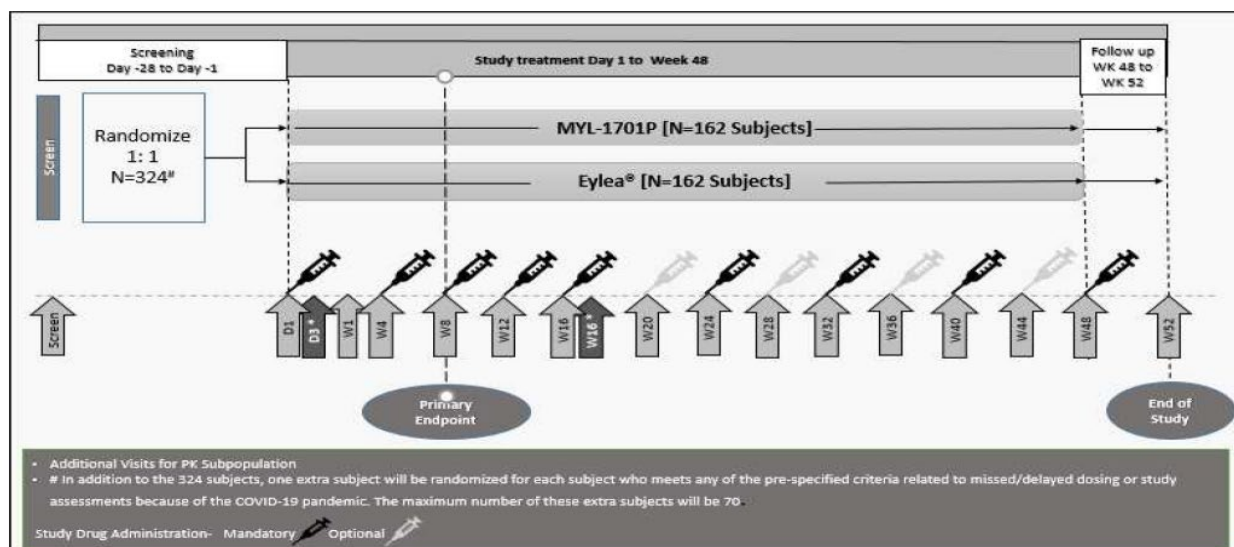 Screening
Day -28 to Day -1
Study treatment Day 1 to Week 48
Follow up
WK 48 to
WK 52
Screen
Randomize
1: 1
N=324#
MYL-1701P [N=162 Subjects]
Eylea® [N=162 Subjects]
Screen
D1
D3 *
W1
W4
W8
W12
W16
W16 *
W20
W24
W28
W32
W36
W40
W44
W48
W52
Primary
Endpoint
End of
Study
• Additional Visits for PK Subpopulation
• # In addition to the 324 subjects, one extra subject will be randomized for each subject who meets any of the pre-specified criteria related to missed/delayed dosing or study
assessments because of the COVID-19 pandemic. The maximum number of these extra subjects will be 70.
Study Drug Administration- Mandatory Optional